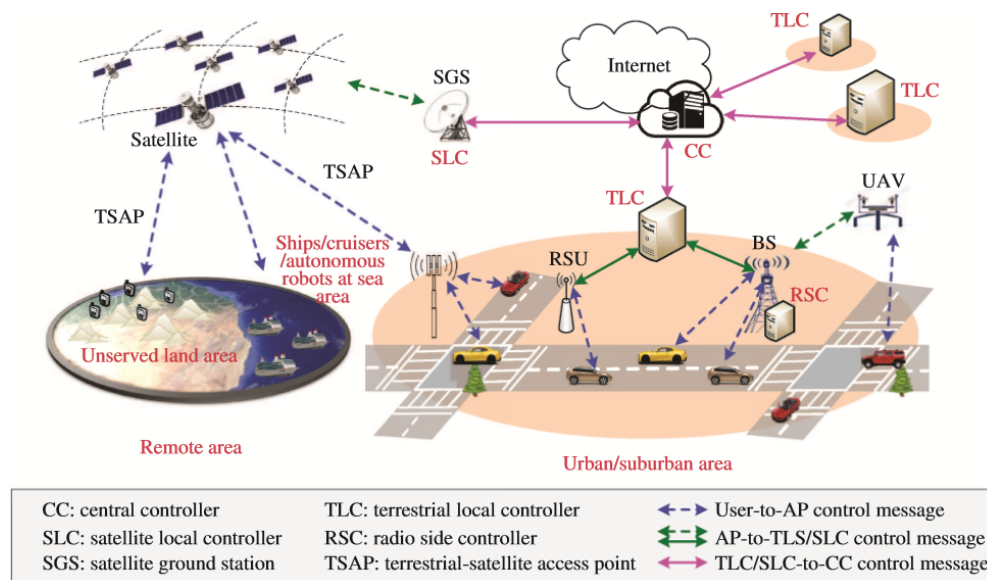 TLC
Internet
SGS
TLC
Satellite
SLC
CC
TSAP
UAV
TLC
TSAP
Ships/cruisers
/autonomous
robots at sea
area
BS
RSU
RSC
Unserved land area
Remote area
Urban/suburban area
CC: central controller
TLC: terrestrial local controller
User-to-AP control message
SLC: satellite local controller
RSC: radio side controller
AP-to-TLS/SLC control message
SGS: satellite ground station
TSAP: terrestrial-satellite access point
TLC/SLC-to-CC control message